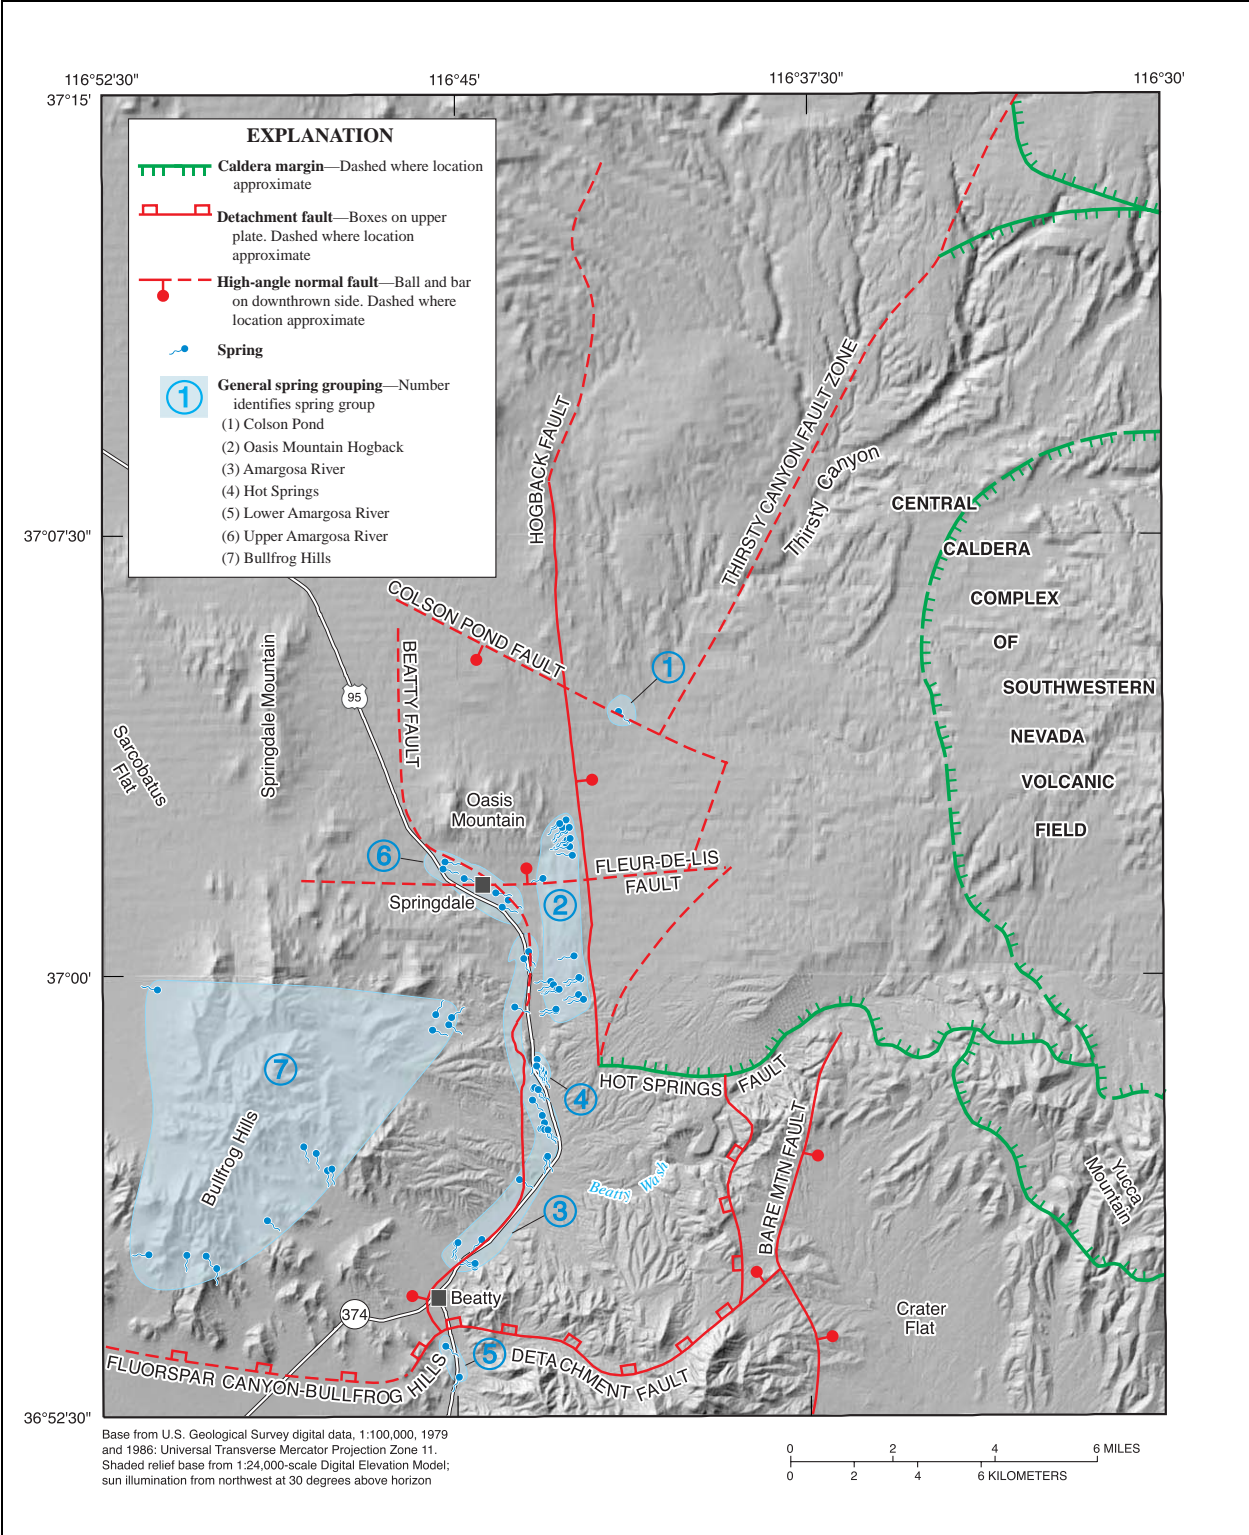 116°52'30"
116°45'
116°37'30"
116°30'
37°15'
EXPLANATION
Caldera margin—Dashed where location
approximate
Detachment fault—Boxes on upper
plate. Dashed where location
approximate
High-angle normal fault—Ball and bar
on downthrown side. Dashed where
location approximate
Spring
1
General spring grouping—Number
identifies spring group
(1) Colson Pond
(2) Oasis Mountain Hogback
(3) Amargosa River
(4) Hot Springs
(5) Lower Amargosa River
(6) Upper Amargosa River
(7) Bullfrog Hills
HOGBACK FAULT
THIRSTY CANYON FAULT ZONE
Thirsty Canyon
CENTRAL
CALDERA
COMPLEX
OF
SOUTHWESTERN
NEVADA
VOLCANIC
FIELD
37°07'30"
COLSON POND FAULT
BEATTY FAULT
1
95
Springdale Mountain
Sarcobatus
Flat
Oasis
Mountain
6
FLEUR-DE-LIS
FAULT
Springdale
2
37°00'
7
HOT SPRINGS FAULT
4
Bullfrog Hills
Beatty Wash
BARE MTN FAULT
Yucca
Mountain
3
Beatty
374
Crater
Flat
5
FLUORSPAR CANYON-BULLFROG HILLS DETACHMENT FAULT
36°52'30"
Base from U.S. Geological Survey digital data, 1:100,000, 1979
and 1986: Universal Transverse Mercator Projection Zone 11.
Shaded relief base from 1:24,000-scale Digital Elevation Model;
sun illumination from northwest at 30 degrees above horizon
0 2 4 6 MILES
0 2 4 6 KILOMETERS